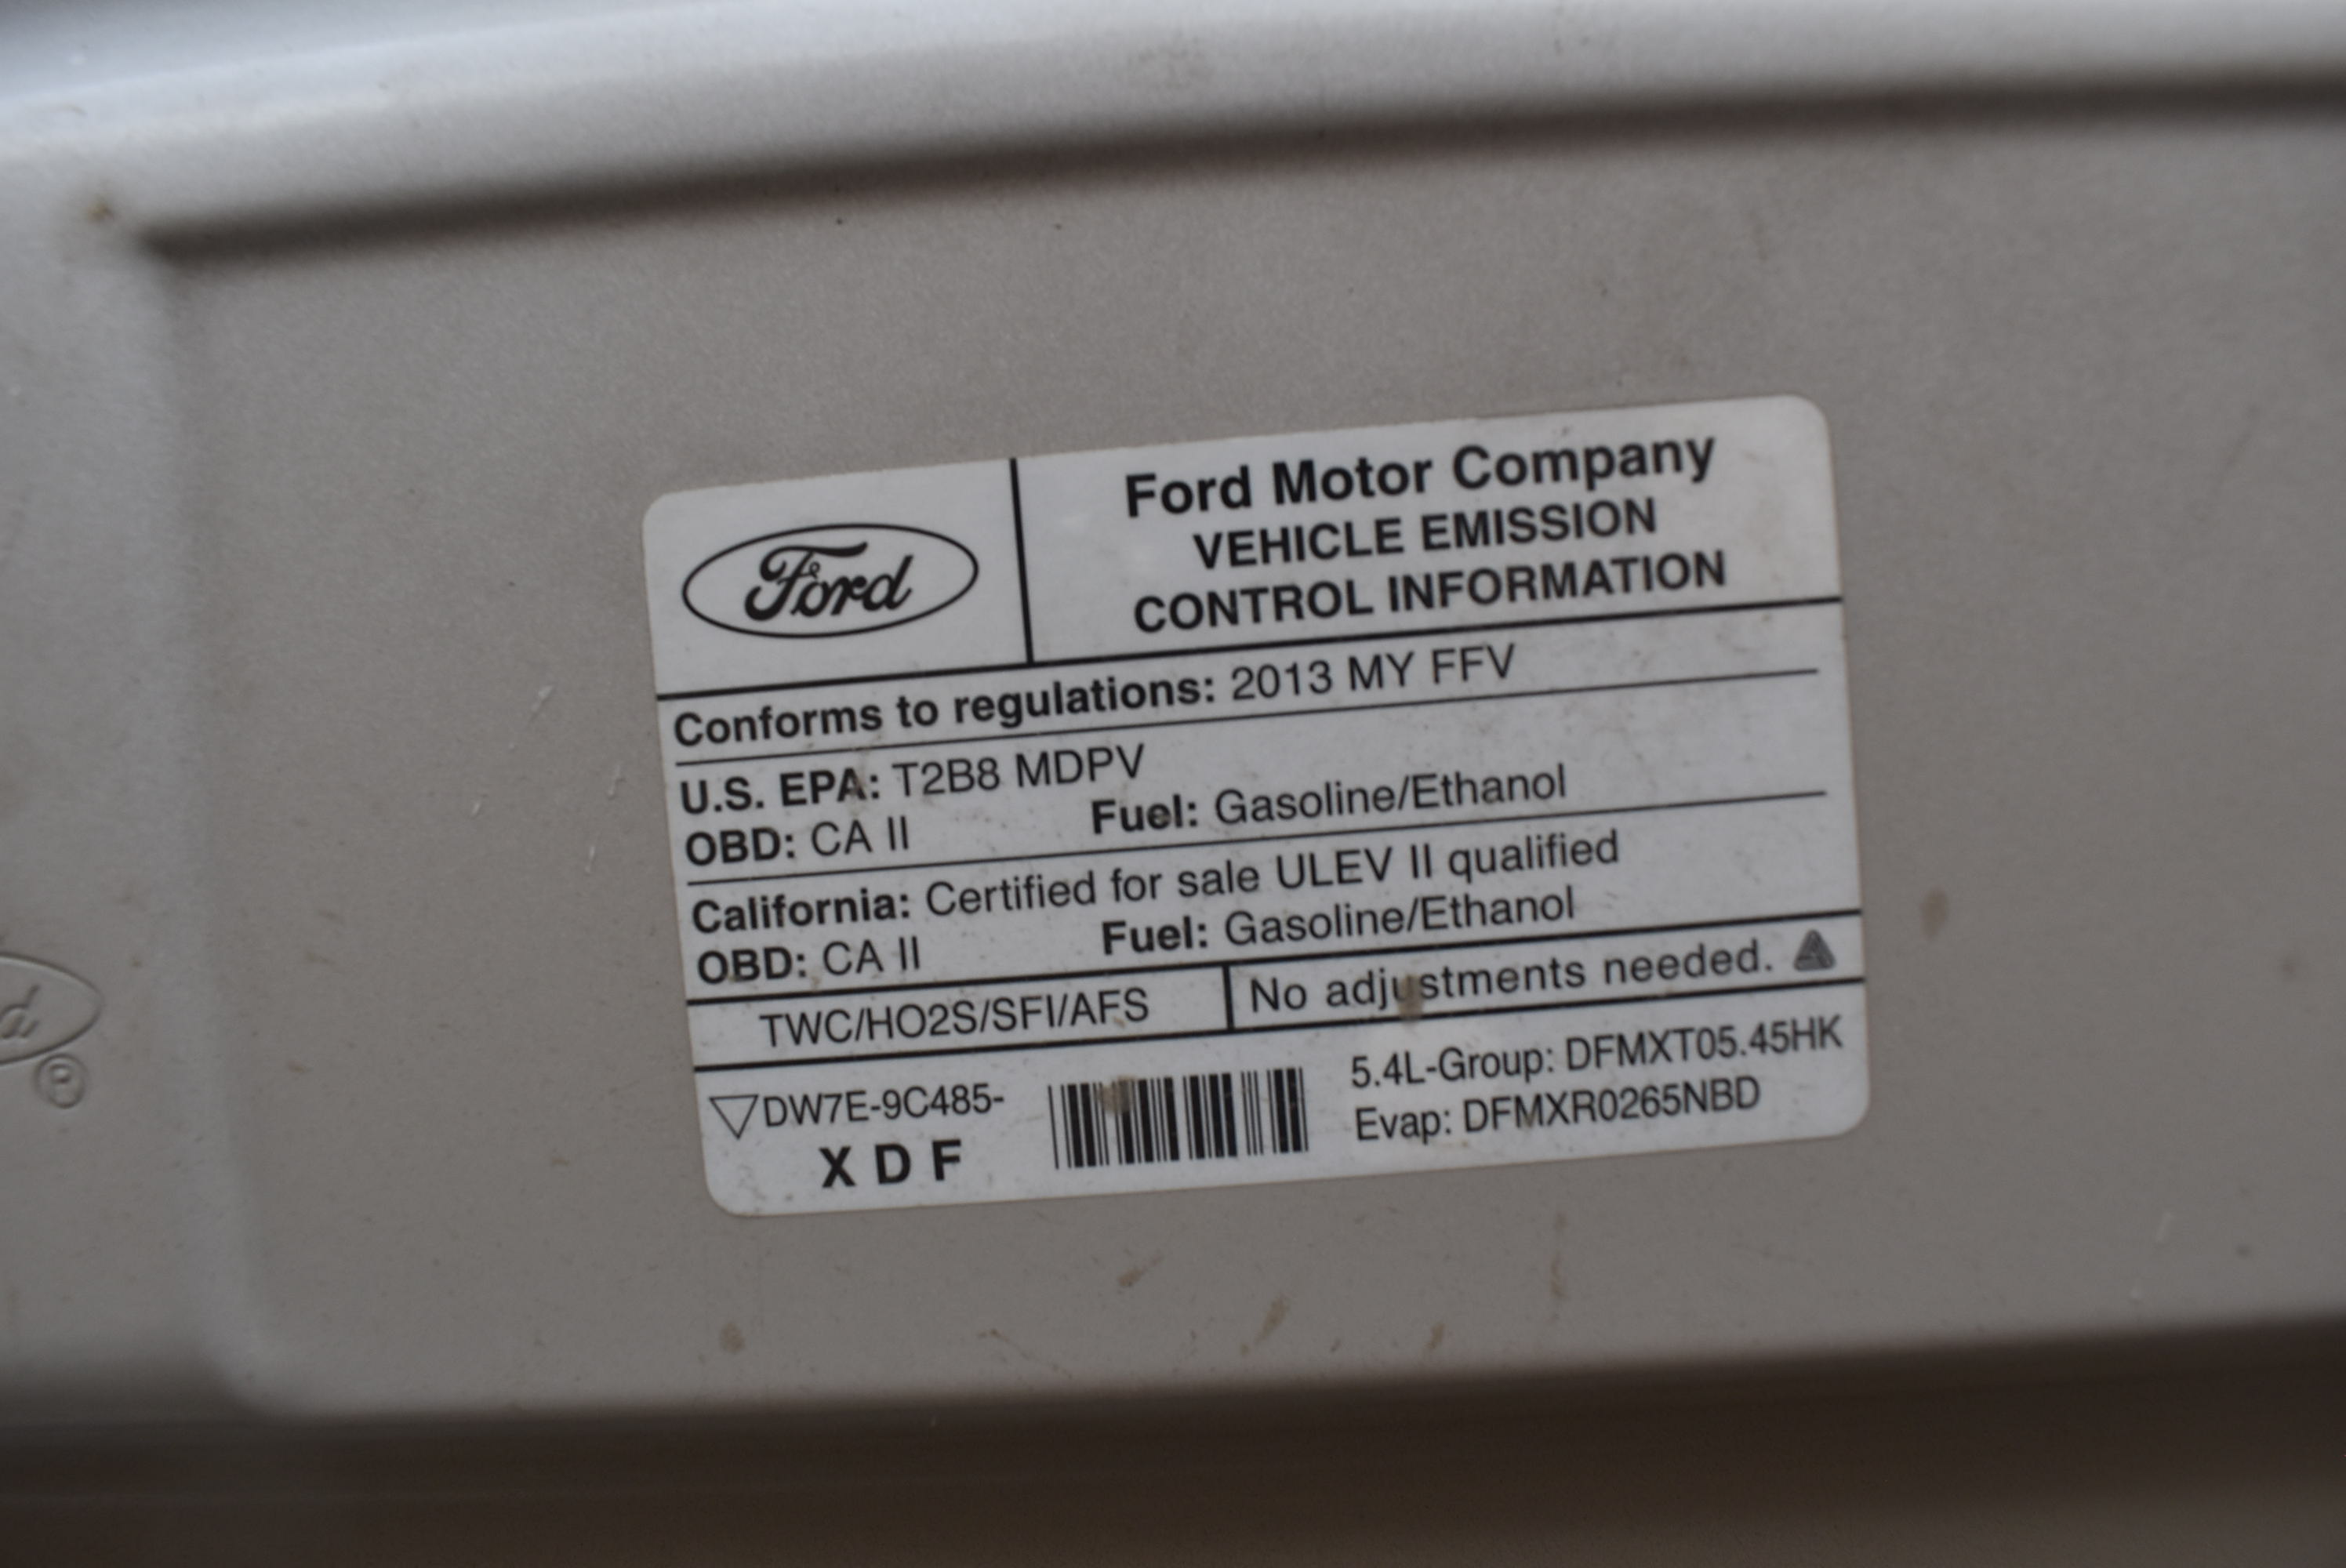 Ford
Ford Motor Company
VEHICLE EMISSION
CONTROL INFORMATION
Conforms to regulations: 2013 MY FFV
U.S. EPA: T2B8 MDPV
OBD: CA II Fuel: Gasoline/Ethanol
California: Certified for sale ULEV II qualified
OBD: CA II Fuel: Gasoline/Ethanol
TWC/HO2S/SFI/AFS
No adjustments needed.
DW7E-9C485-
X D F
5.4L-Group: DFMXT05.45HK
Evap: DFMXR0265NBD
d
®